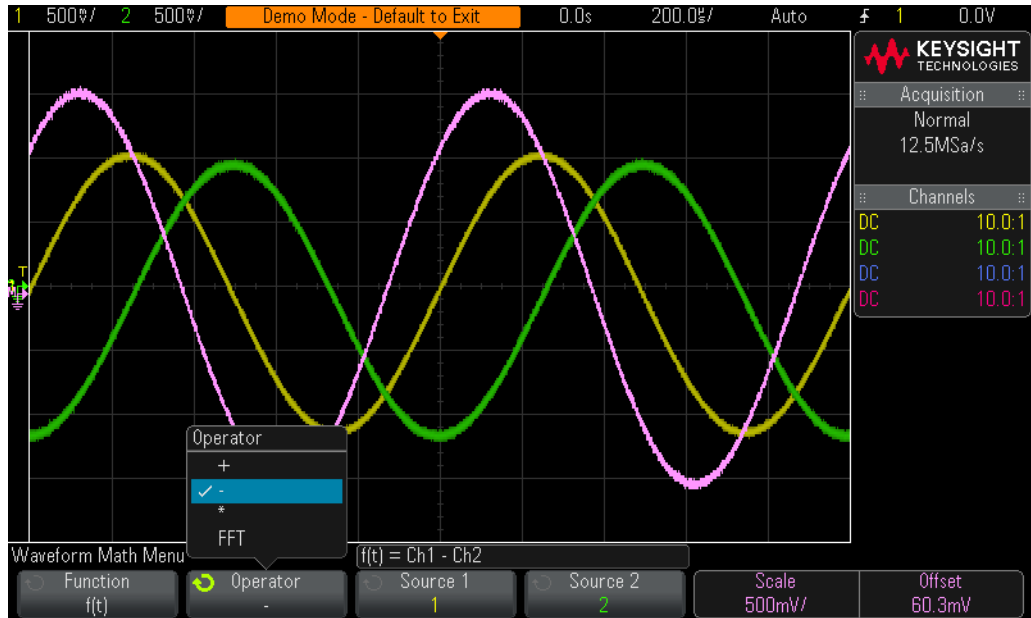 1 500mV/ 2 500mV/ Demo Mode - Default to Exit 0.0s 200.0us/ Auto 1 0.0V
KEYSIGHT
TECHNOLOGIES
Acquisition
Normal
12.5MSa/s
Channels
DC 10.0:1
DC 10.0:1
DC 10.0:1
DC 10.0:1
T
Operator
+
-
*
FFT
Waveform Math Menu
f(t) = Ch1 - Ch2
Function
f(t)
Operator
-
Source 1
1
Source 2
2
Scale
500mV/
Offset
60.3mV